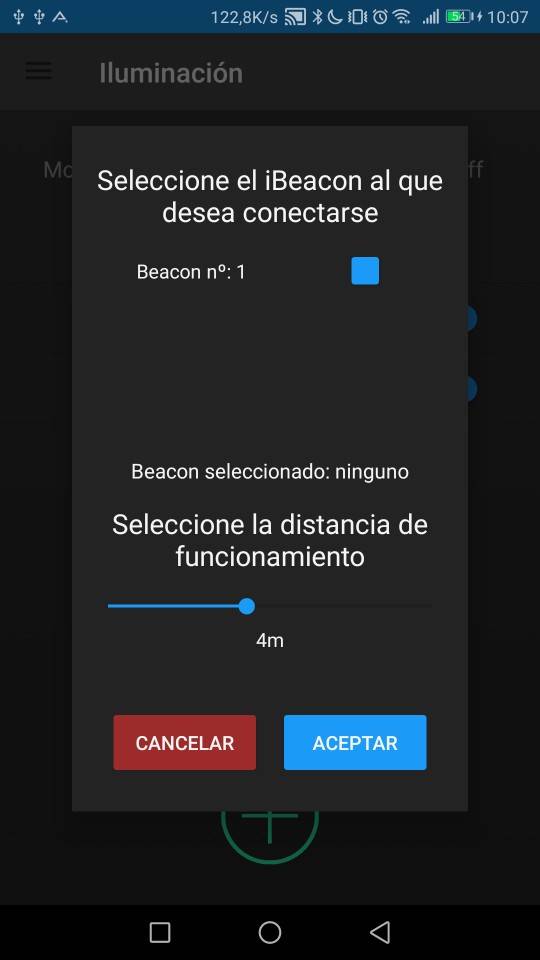 122,8K/s 54 10:07
Iluminación
Mo ff
Seleccione el iBeacon al que
desea conectarse
Beacon nº: 1
Beacon seleccionado: ninguno
Seleccione la distancia de
funcionamiento
4m
CANCELAR ACEPTAR